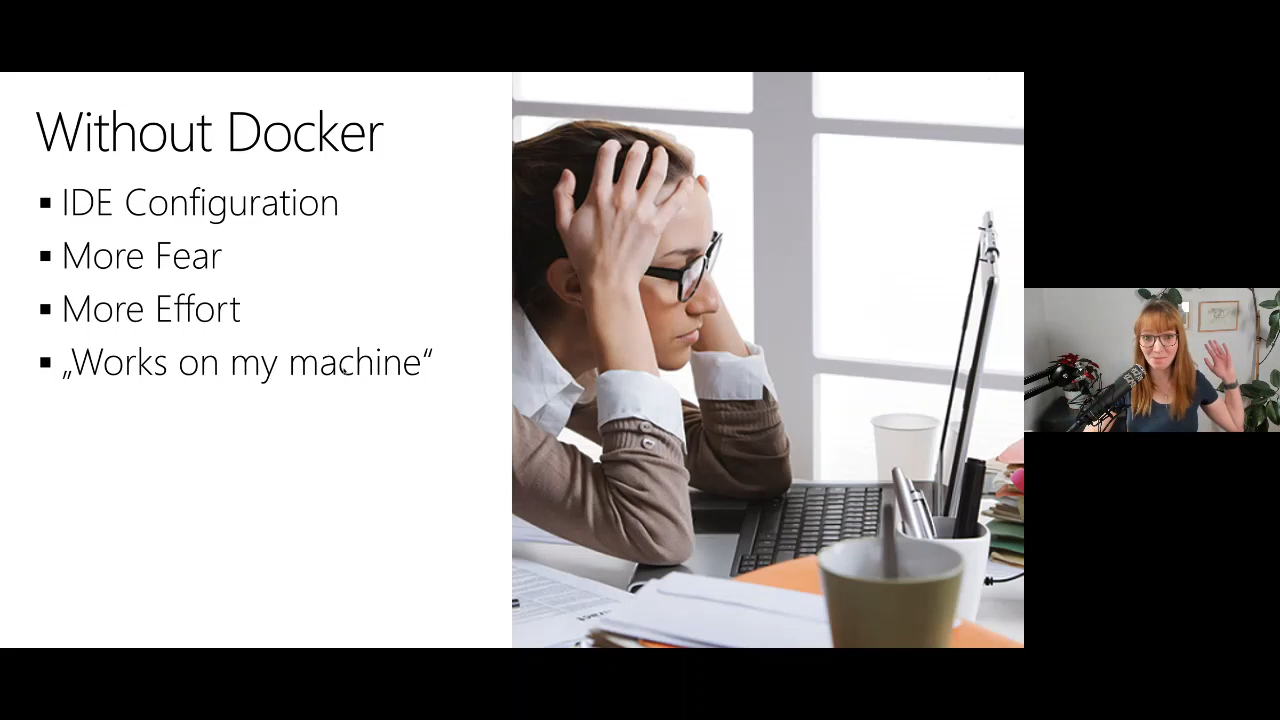 Without Docker
▪ IDE Configuration
▪ More Fear
▪ More Effort
▪ „Works on my machine“